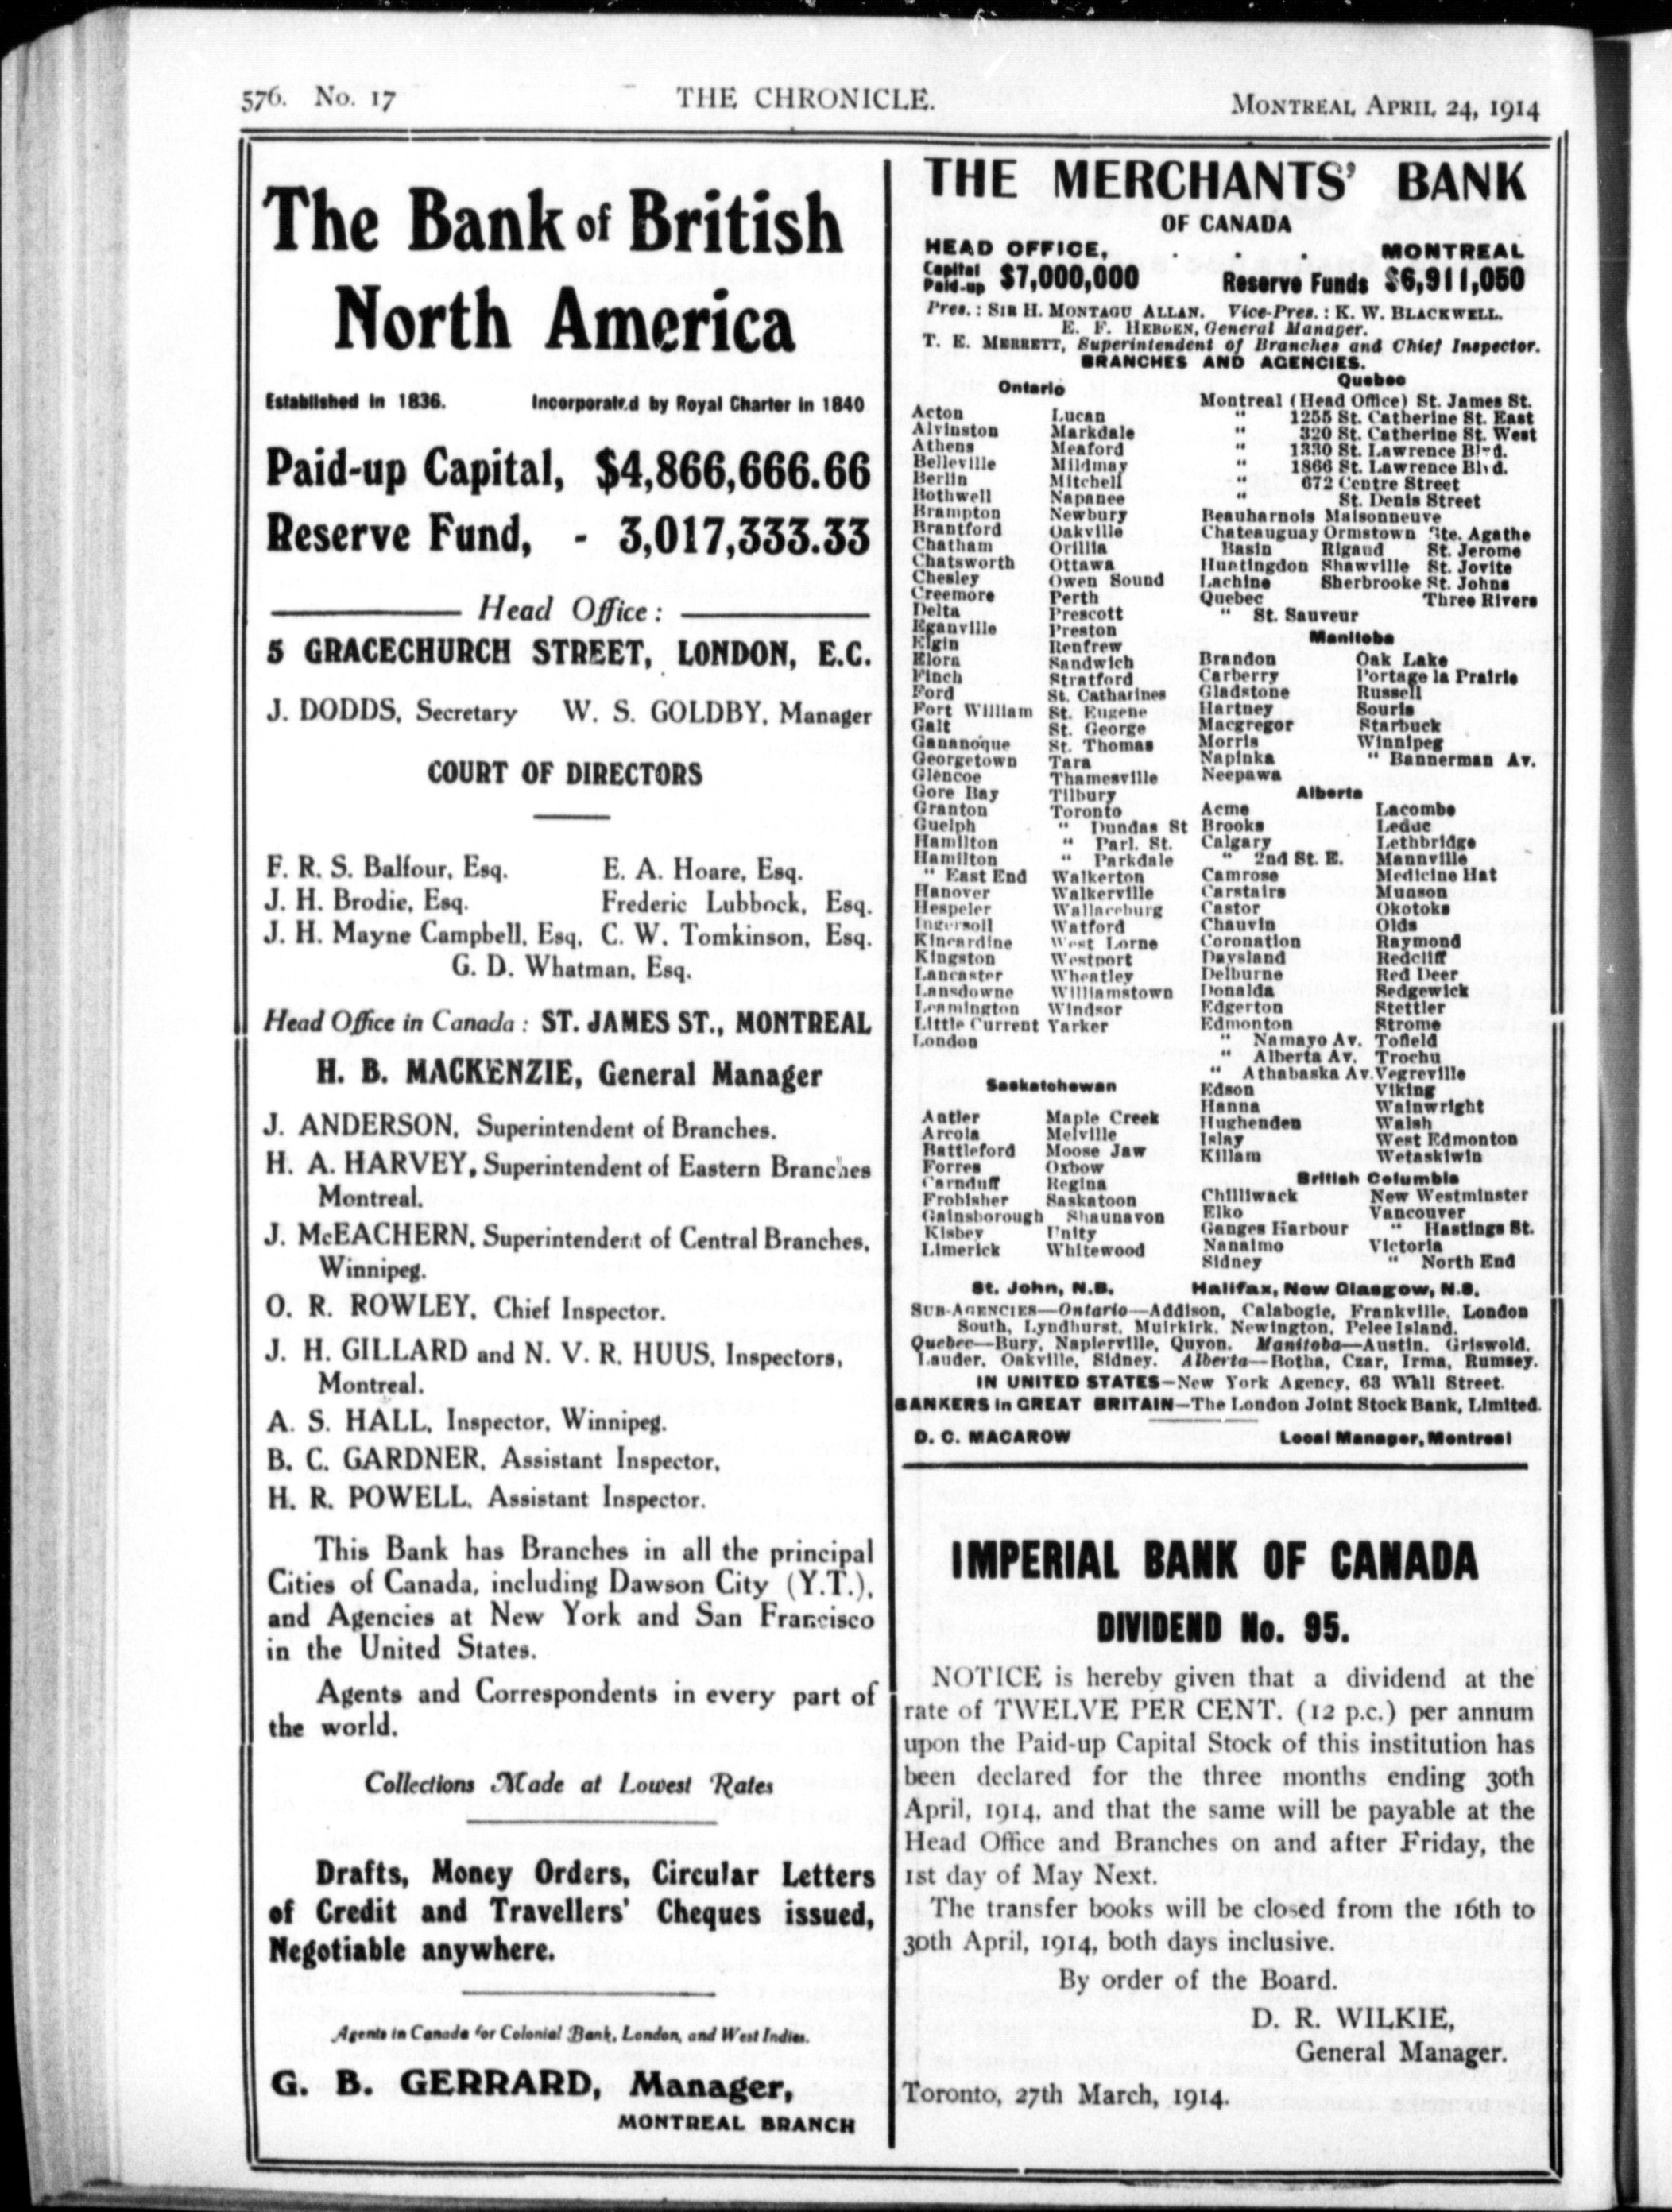 576. No. 17
THE CHRONICLE.
MONTREAL, APRIL 24, 1914
The Bank of British
North America
Established in 1836.
Incorporated by Royal Charter in 1840
Paid-up Capital, $4,866,666.66
Reserve Fund, - 3,017,333.33
Head Office :
5 GRACECHURCH STREET, LONDON, E.C.
J. DODDS, Secretary W. S. GOLDBY, Manager
COURT OF DIRECTORS
F. R. S. Balfour, Esq. E. A. Hoare, Esq.
J. H. Brodie, Esq. Frederic Lubbock, Esq.
J. H. Mayne Campbell, Esq. C. W. Tomkinson, Esq.
G. D. Whatman, Esq.
Head Office in Canada : ST. JAMES ST., MONTREAL
H. B. MACKENZIE, General Manager
J. ANDERSON, Superintendent of Branches.
H. A. HARVEY, Superintendent of Eastern Branches
Montreal.
J. McEACHERN, Superintendent of Central Branches,
Winnipeg.
O. R. ROWLEY, Chief Inspector.
J. H. GILLARD and N. V. R. HUUS, Inspectors,
Montreal.
A. S. HALL, Inspector, Winnipeg.
B. C. GARDNER, Assistant Inspector,
H. R. POWELL, Assistant Inspector.
This Bank has Branches in all the principal
Cities of Canada, including Dawson City (Y.T.),
and Agencies at New York and San Francisco
in the United States.
Agents and Correspondents in every part of
the world.
Collections Made at Lowest Rates
Drafts, Money Orders, Circular Letters
of Credit and Travellers' Cheques issued,
Negotiable anywhere.
Agents in Canada for Colonial Bank, London, and West Indies.
G. B. GERRARD, Manager,
MONTREAL BRANCH
THE MERCHANTS' BANK
OF CANADA
HEAD OFFICE, . . . MONTREAL
Capital Paid-up $7,000,000 Reserve Funds $6,911,050
Pres. : SIR H. MONTAGU ALLAN. Vice-Pres. : K. W. BLACKWELL.
E. F. HEBDEN, General Manager.
T. E. MERRETT, Superintendent of Branches and Chief Inspector.
BRANCHES AND AGENCIES.
Ontario
Acton Lucan
Alvinston Markdale
Athens Meaford
Belleville Mildmay
Berlin Mitchell
Bothwell Napanee
Brampton Newbury
Brantford Oakville
Chatham Orillia
Chatsworth Ottawa
Chesley Owen Sound
Creemore Perth
Delta Prescott
Eganville Preston
Elgin Renfrew
Elora Sandwich
Finch Stratford
Ford St. Catharines
Fort William St. Eugene
Galt St. George
Gananoque St. Thomas
Georgetown Tara
Glencoe Thamesville
Gore Bay Tilbury
Granton Toronto
Guelph " Dundas St
Hamilton " Parl. St.
Hamilton " Parkdale
" East End Walkerton
Hanover Walkerville
Hespeler Wallaceburg
Ingersoll Watford
Kincardine West Lorne
Kingston Westport
Lancaster Wheatley
Lansdowne Williamstown
Leamington Windsor
Little Current Yarker
London
Saskatchewan
Antler Maple Creek
Arcola Melville
Battleford Moose Jaw
Forres Oxbow
Carnduff Regina
Frobisher Saskatoon
Gainsborough Shaunavon
Kisbey Unity
Limerick Whitewood
Quebec
Montreal (Head Office) St. James St.
" 1255 St. Catherine St. East
" 320 St. Catherine St. West
" 1330 St. Lawrence Blvd.
" 1866 St. Lawrence Blvd.
" 672 Centre Street
" St. Denis Street
Beauharnois Maisonneuve
Chateauguay Ormstown Ste. Agathe
Basin Rigaud St. Jerome
Huntingdon Shawville St. Jovite
Lachine Sherbrooke St. Johns
Quebec Three Rivers
" St. Sauveur
Manitoba
Brandon Oak Lake
Carberry Portage la Prairie
Gladstone Russell
Hartney Souris
Macgregor Starbuck
Morris Winnipeg
Napinka " Bannerman Av.
Neepawa
Alberta
Acme Lacombe
Brooks Leduc
Calgary Lethbridge
" 2nd St. E. Mannville
Camrose Medicine Hat
Carstairs Munson
Castor Okotoks
Chauvin Olds
Coronation Raymond
Daysland Redcliff
Delburne Red Deer
Donalda Sedgewick
Edgerton Stettler
Edmonton Strome
" Namayo Av. Tofield
" Alberta Av. Trochu
" Athabaska Av. Vegreville
Edson Viking
Hanna Wainwright
Hughenden Walsh
Islay West Edmonton
Killam Wetaskiwin
British Columbia
Chilliwack New Westminster
Elko Vancouver
Ganges Harbour " Hastings St.
Nanaimo Victoria
Sidney " North End
St. John, N.B. Halifax, New Glasgow, N.S.
SUB-AGENCIES—Ontario—Addison, Calabogie, Frankville, London
South, Lyndhurst, Muirkirk, Newington, Pelee Island.
Quebec—Bury, Napierville, Quyon. Manitoba—Austin, Griswold,
Lauder, Oakville, Sidney. Alberta—Botha, Czar, Irma, Rumsey.
IN UNITED STATES—New York Agency, 63 Wall Street.
BANKERS in GREAT BRITAIN—The London Joint Stock Bank, Limited.
D. C. MACAROW Local Manager, Montreal
IMPERIAL BANK OF CANADA
DIVIDEND No. 95.
NOTICE is hereby given that a dividend at the
rate of TWELVE PER CENT. (12 p.c.) per annum
upon the Paid-up Capital Stock of this institution has
been declared for the three months ending 30th
April, 1914, and that the same will be payable at the
Head Office and Branches on and after Friday, the
1st day of May Next.
The transfer books will be closed from the 16th to
30th April, 1914, both days inclusive.
By order of the Board.
D. R. WILKIE,
General Manager.
Toronto, 27th March, 1914.